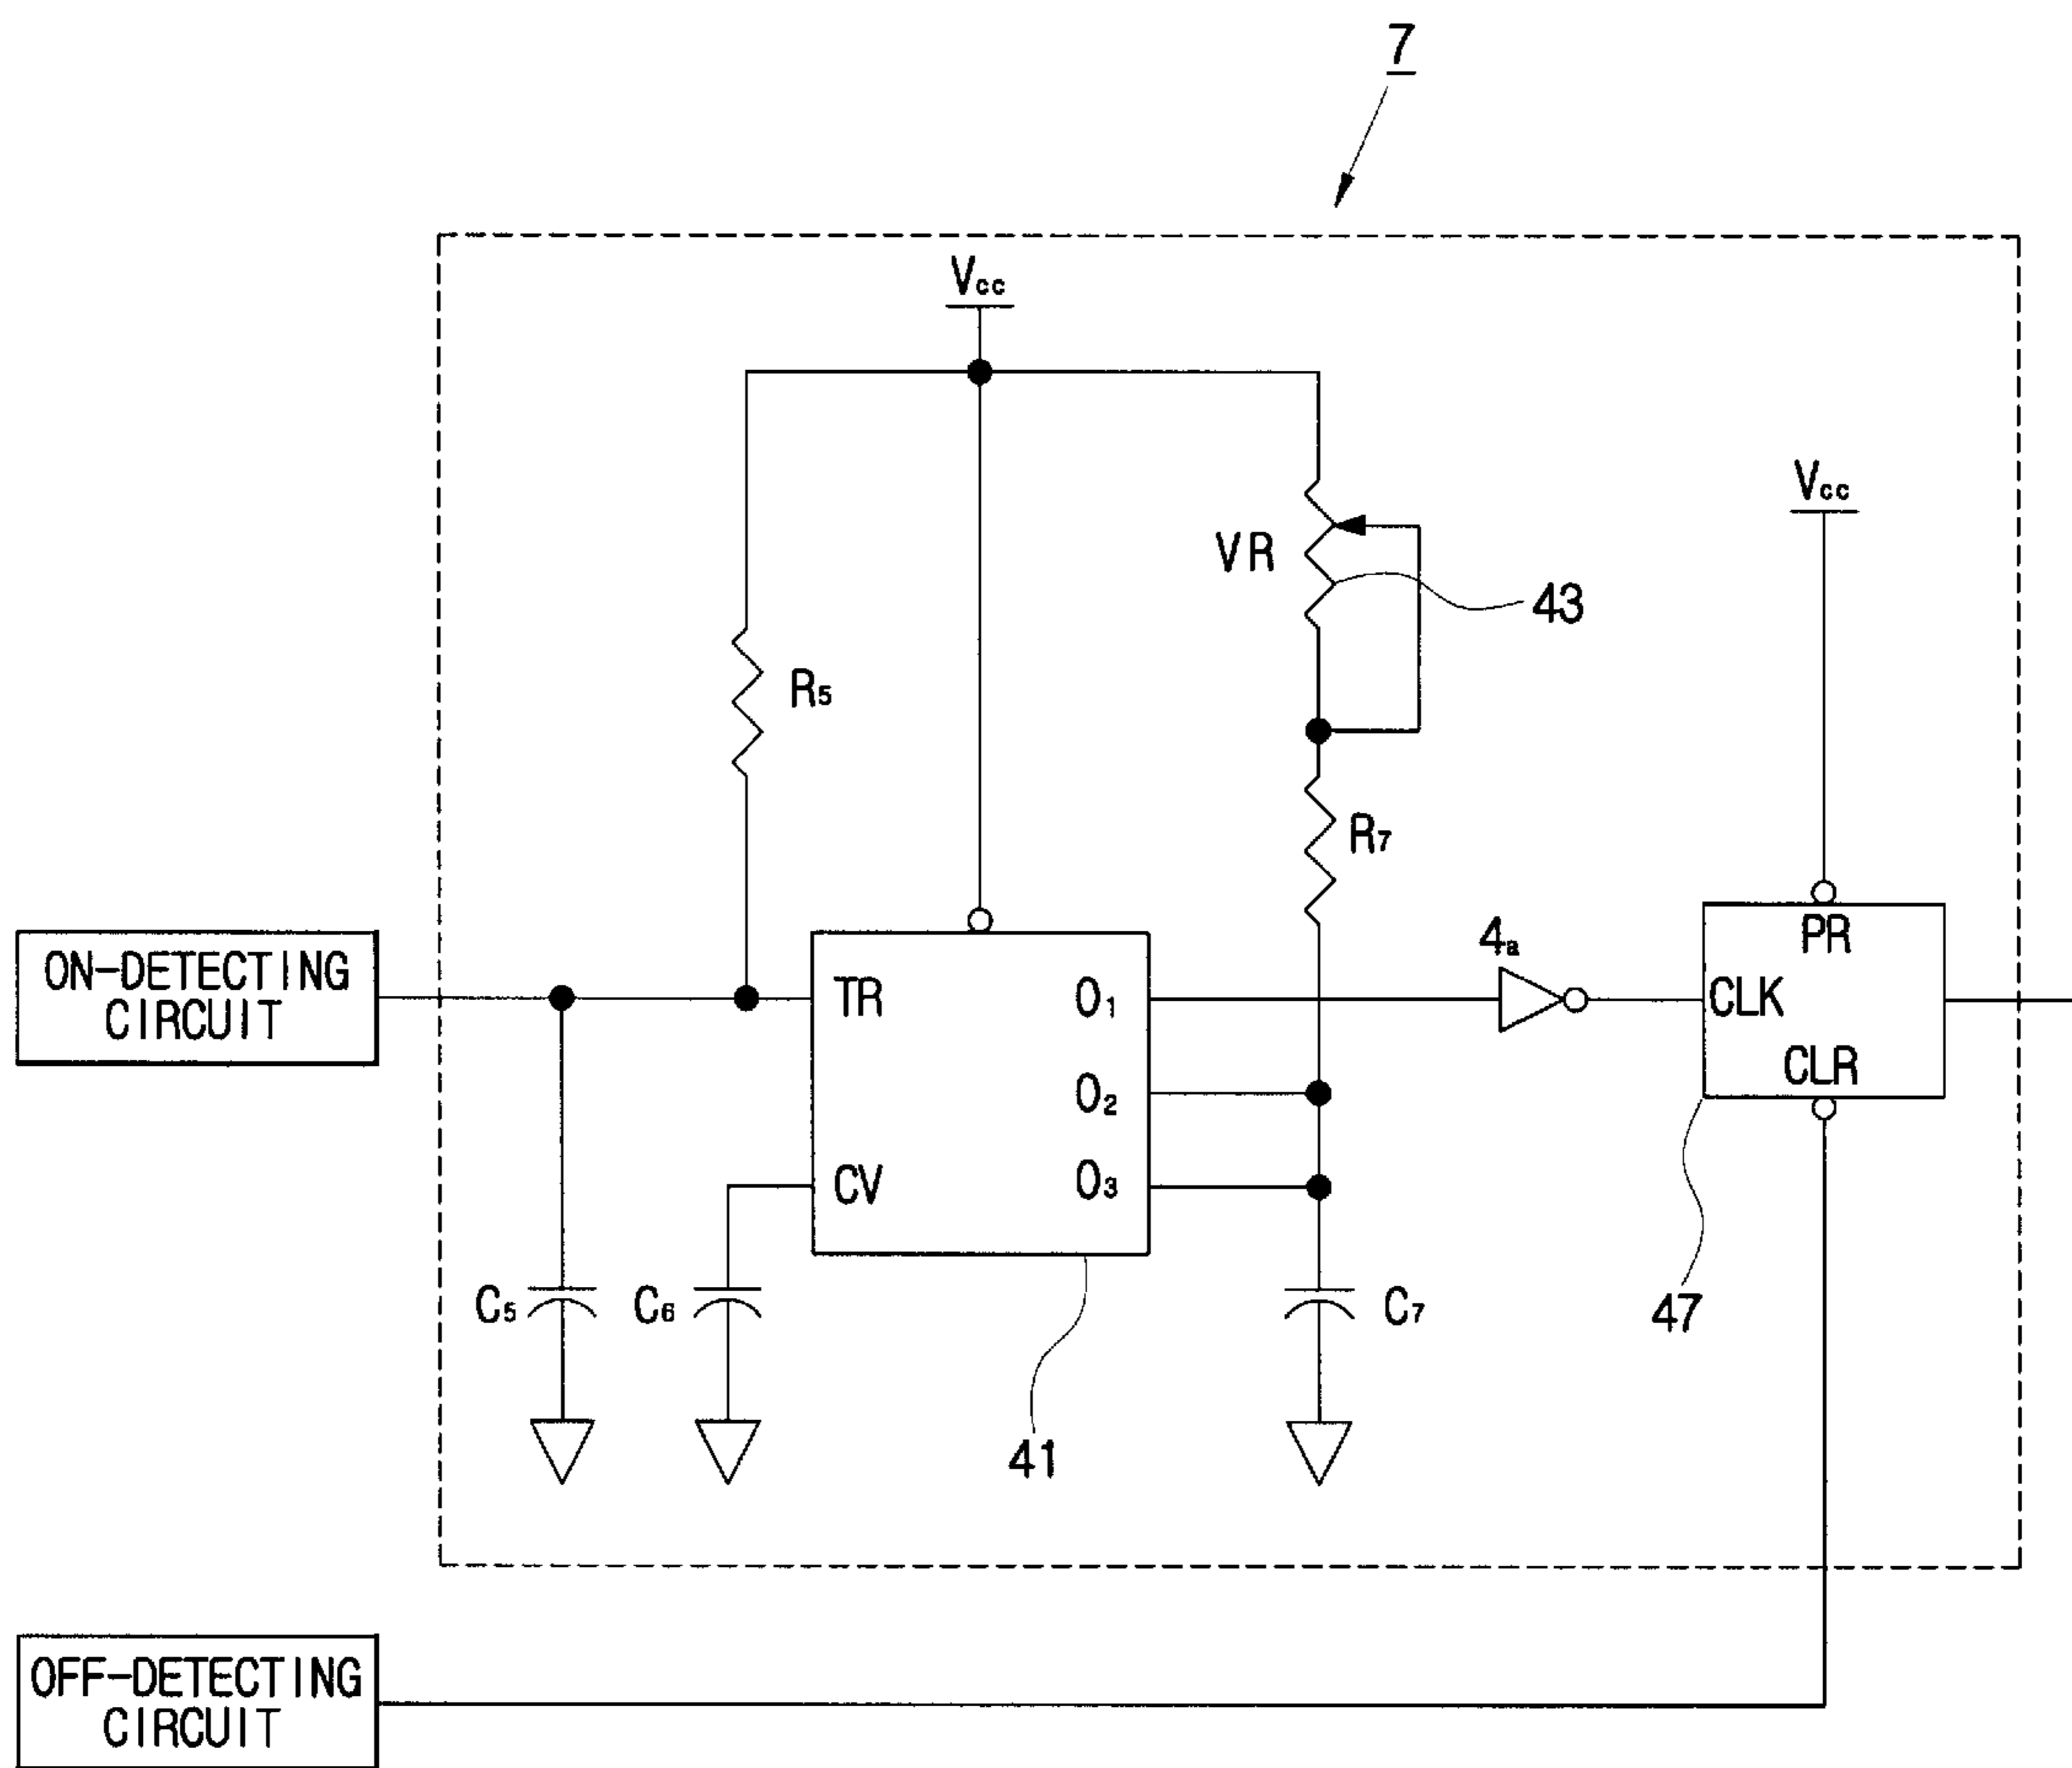 7
Vcc
Vcc
VR
43
R5
R7
4a
ON-DETECTING
CIRCUIT
TR
O1
CLK
PR
CLR
O2
CV
O3
C5
C6
C7
47
41
OFF-DETECTING
CIRCUIT